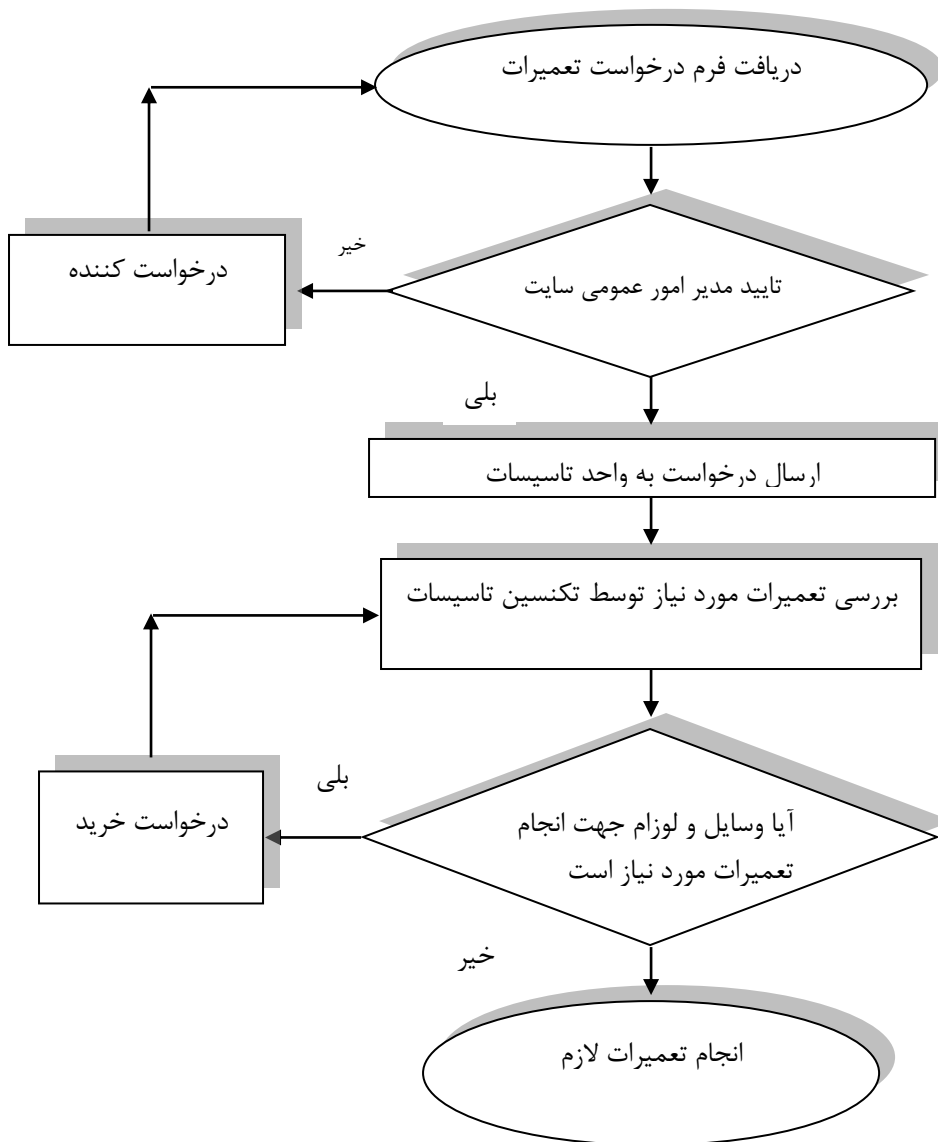 دریافت فرم درخواست تعمیرات
خیر
درخواست کننده
تایید مدیر امور عمومی سایت
بلی
ارسال درخواست به واحد تاسیسات
بررسی تعمیرات مورد نیاز توسط تکنسین تاسیسات
بلی
درخواست خرید
آیا وسایل و لوزام جهت انجام
تعمیرات مورد نیاز است
خیر
انجام تعمیرات لازم